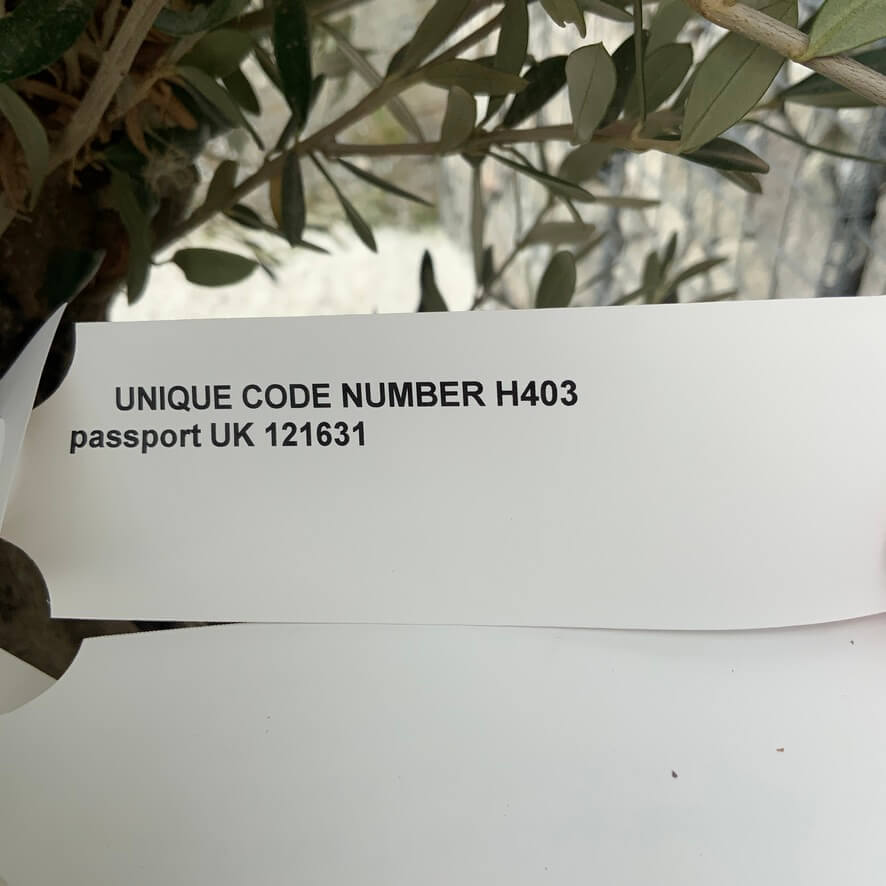 UNIQUE CODE NUMBER H403
passport UK 121631